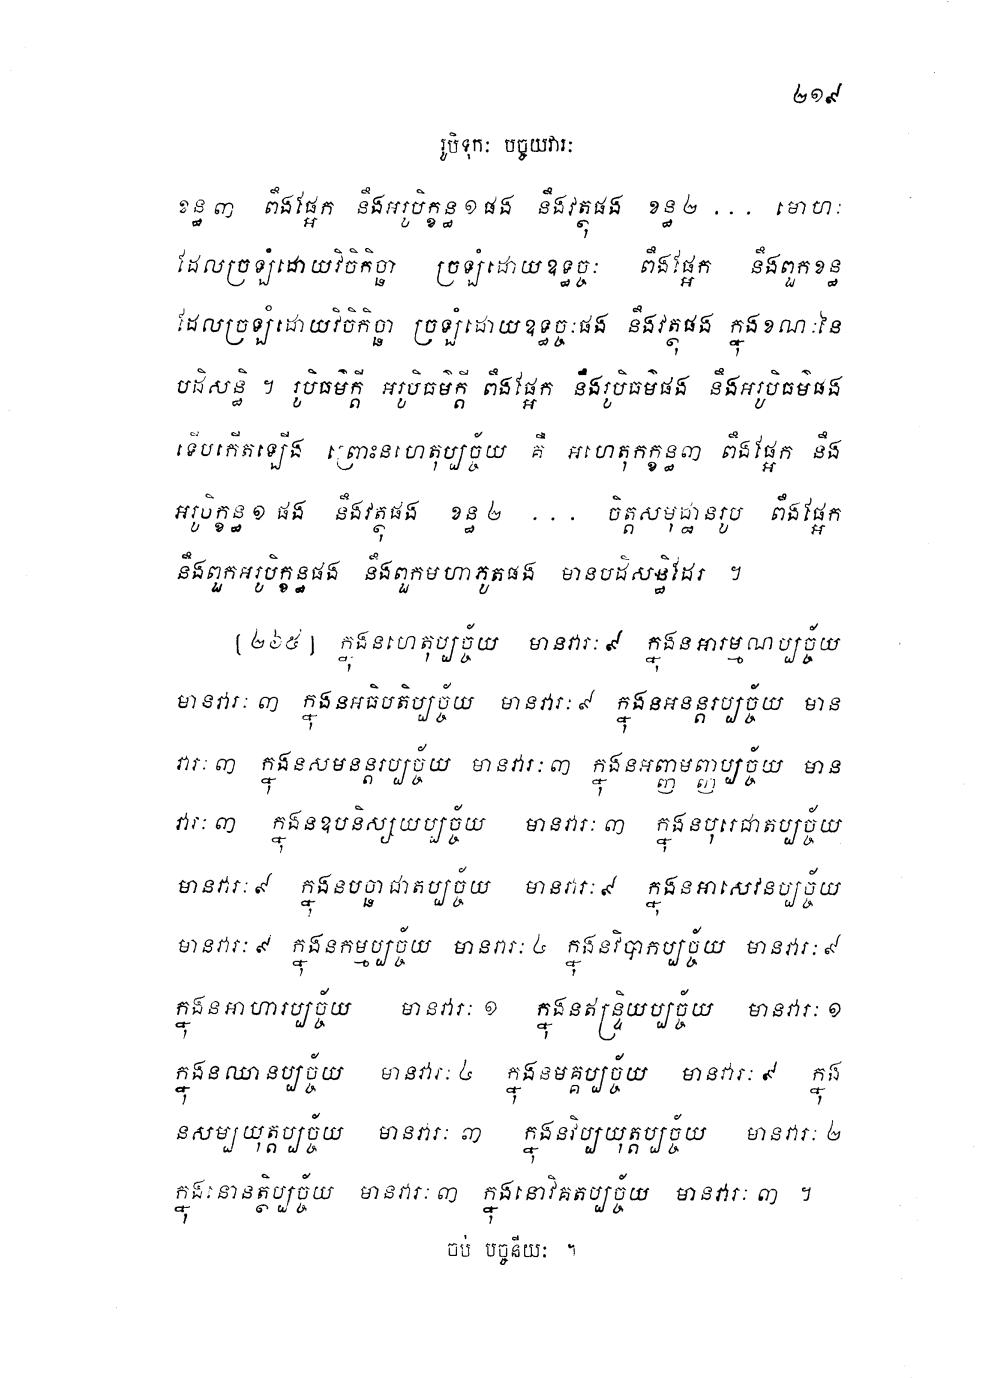 ២១៩
រូបិទុកៈ បច្ចយវារៈ
ខន្ធ ៣ ពឹងផ្អែក នឹងអរូបិក្ខន្ធ ១ ផង នឹងវត្ថុផង ខន្ធ ២ ... មោហៈ
ដែលច្រឡំដោយវិចិកិច្ឆា ច្រឡំដោយឧទ្ធច្ចៈ ពឹងផ្អែក នឹងពួកខន្ធ
ដែលច្រឡំដោយវិចិកិច្ឆា ច្រឡំដោយឧទ្ធច្ចៈផង នឹងវត្ថុផង ក្នុងខណៈនៃ
បដិសន្ធិ ។ រូបិធម៌ក្តី អរូបិធម៌ក្តី ពឹងផ្អែក នឹងរូបិធម៌ផង នឹងអរូបិធម៌ផង
ទើបកើតឡើង ព្រោះនហេតុប្បច្ច័យ គឺ អហេតុកក្ខន្ធ ៣ ពឹងផ្អែក នឹង
អរូបិក្ខន្ធ ១ ផង នឹងវត្ថុផង ខន្ធ ២ ... ចិត្តសមុដ្ឋានរូប ពឹងផ្អែក
នឹងពួកអរូបិក្ខន្ធផង នឹងពួកមហាភូតផង មានបដិសន្ធិដែរ ។
[២៦៥] ក្នុងនហេតុប្បច្ច័យ មានវារៈ ៩ ក្នុងនអារម្មណប្បច្ច័យ
មានវារៈ ៣ ក្នុងនអធិបតិប្បច្ច័យ មានវារៈ ៩ ក្នុងនអនន្តរប្បច្ច័យ មាន
វារៈ ៣ ក្នុងនសមនន្តរប្បច្ច័យ មានវារៈ ៣ ក្នុងនអញ្ញមញ្ញប្បច្ច័យ មាន
វារៈ ៣ ក្នុងនឧបនិស្សយប្បច្ច័យ មានវារៈ ៣ ក្នុងនបុរេជាតប្បច្ច័យ
មានវារៈ ៩ ក្នុងនបច្ឆាជាតប្បច្ច័យ មានវារៈ ៩ ក្នុងនអាសេវនប្បច្ច័យ
មានវារៈ ៩ ក្នុងនកម្មប្បច្ច័យ មានវារៈ ៤ ក្នុងនវិបាកប្បច្ច័យ មានវារៈ ៩
ក្នុងនអាហារប្បច្ច័យ មានវារៈ ១ ក្នុងនឥន្ទ្រិយប្បច្ច័យ មានវារៈ ១
ក្នុងនឈានប្បច្ច័យ មានវារៈ ៤ ក្នុងនមគ្គប្បច្ច័យ មានវារៈ ៩ ក្នុង
នសម្បយុត្តប្បច្ច័យ មានវារៈ ៣ ក្នុងនវិប្បយុត្តប្បច្ច័យ មានវារៈ ២
ក្នុងនោនត្ថិប្បច្ច័យ មានវារៈ ៣ ក្នុងនោវិគតប្បច្ច័យ មានវារៈ ៣ ។
ចប់ បច្ចនីយៈ ។